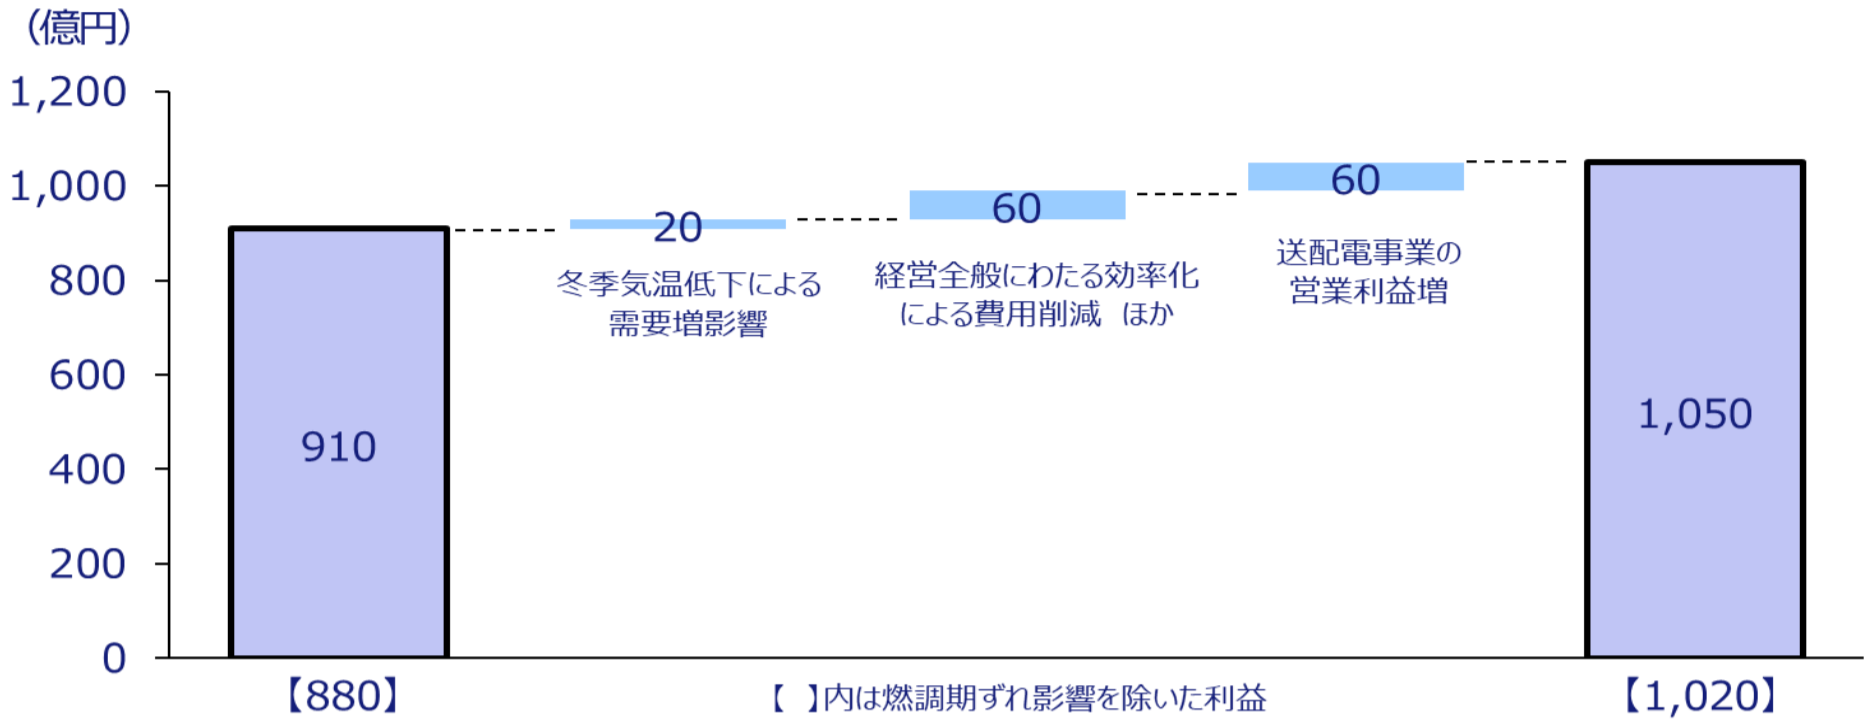 （億円）
1,200
1,000
800
600
400
200
0
910
20
冬季気温低下による
需要増影響
60
経営全般にわたる効率化
による費用削減　ほか
60
送配電事業の
営業利益増
1,050
【880】
【　】内は燃調期ずれ影響を除いた利益
【1,020】